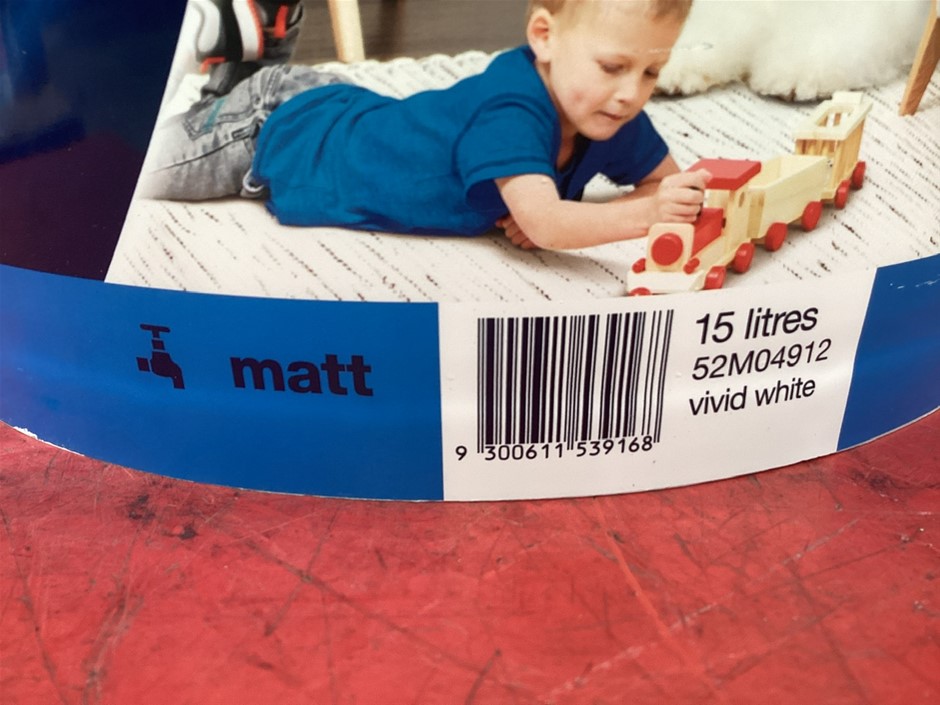 matt
15 litres
52M04912
vivid white
9 300611 539168